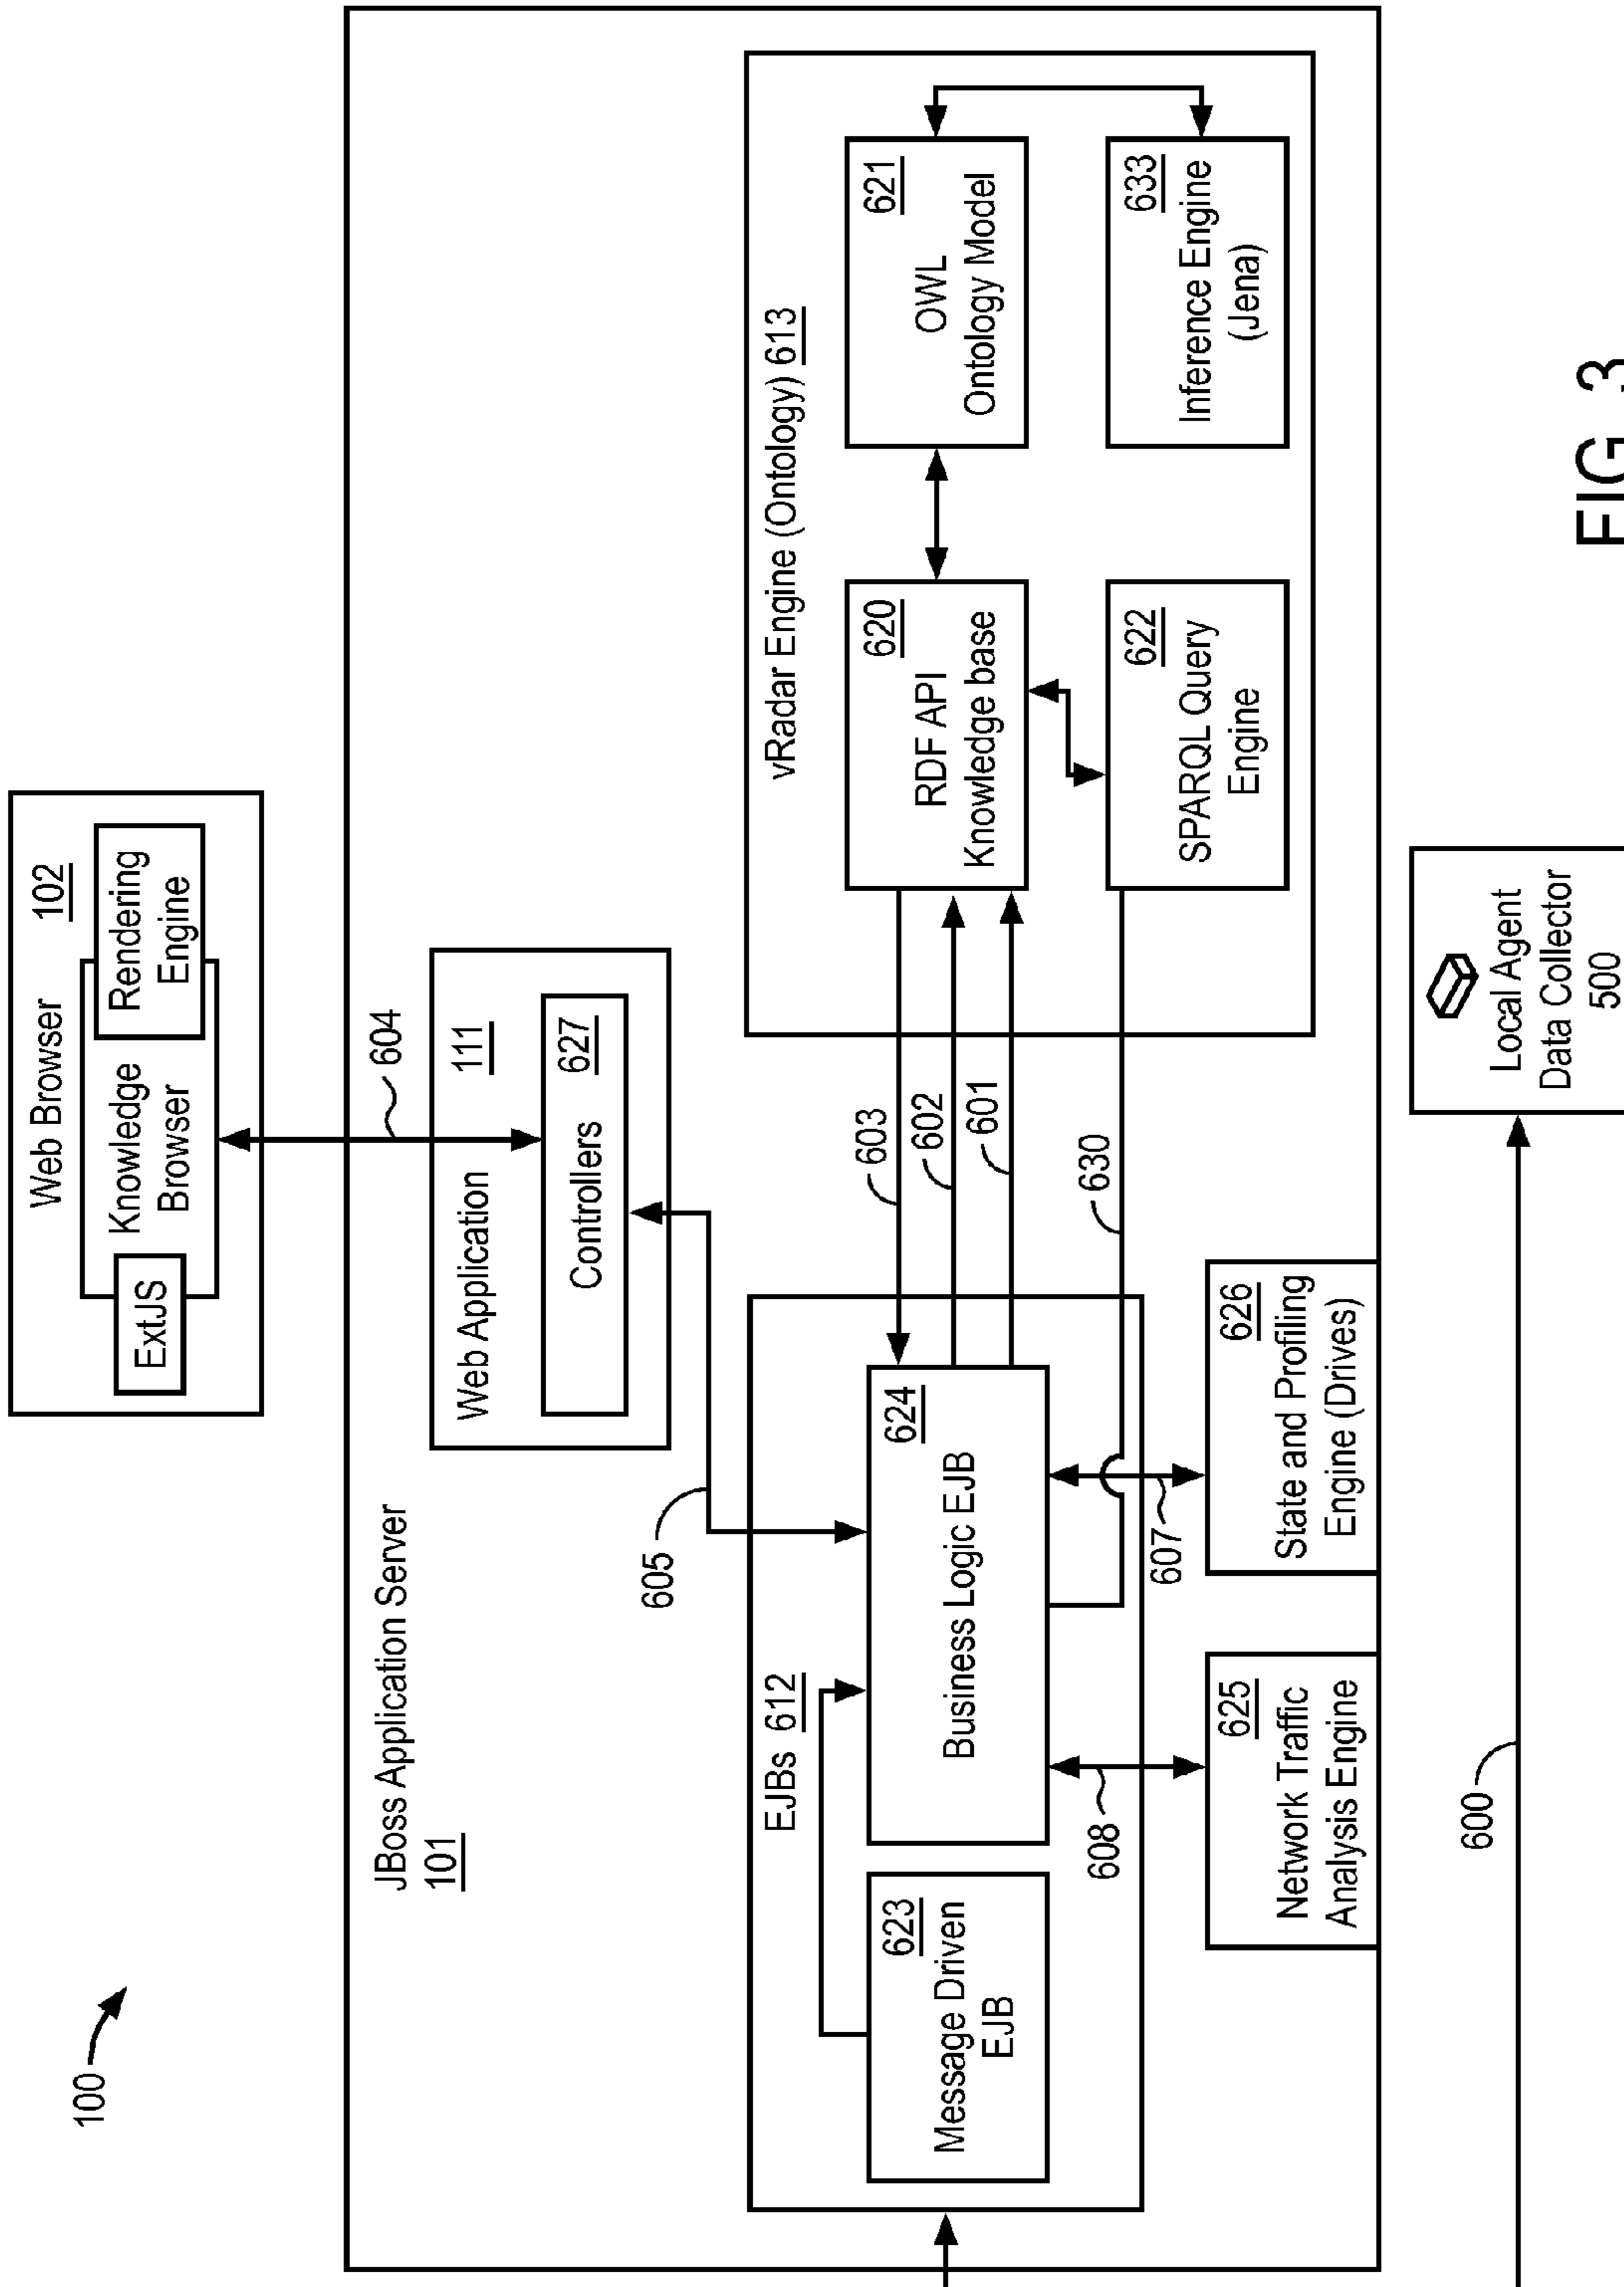 100
Web Browser
102
ExtJS
Knowledge
Browser
Rendering
Engine
604
JBoss Application Server
101
Web Application
111
Controllers
627
605
EJBs 612
623
Message Driven
EJB
624
Business Logic EJB
603
602
601
630
vRadar Engine (Ontology) 613
620
RDF API
Knowledge base
621
OWL
Ontology Model
622
SPARQL Query
Engine
633
Inference Engine
(Jena)
608
607
625
Network Traffic
Analysis Engine
626
State and Profiling
Engine (Drives)
600
Local Agent
Data Collector
500
FIG. 3